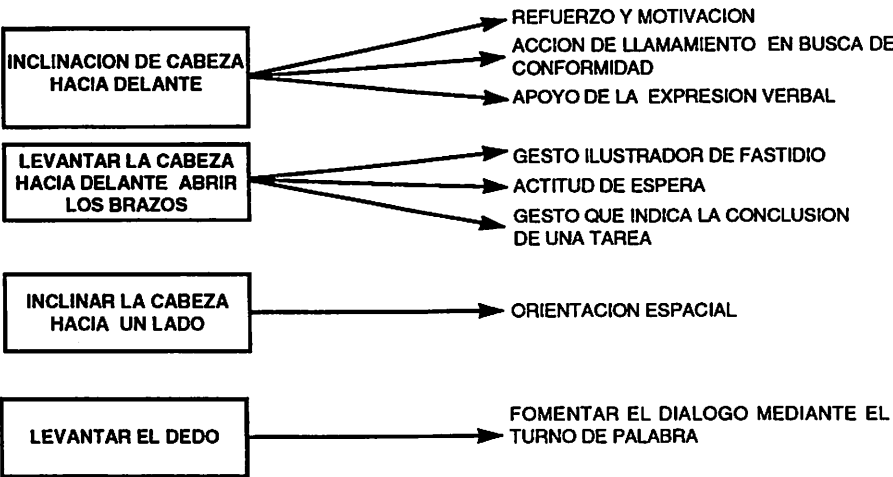 INCLINACION DE CABEZA
HACIA DELANTE
REFUERZO Y MOTIVACION
ACCION DE LLAMAMIENTO EN BUSCA DE
CONFORMIDAD
APOYO DE LA EXPRESION VERBAL
LEVANTAR LA CABEZA
HACIA DELANTE ABRIR
LOS BRAZOS
GESTO ILUSTRADOR DE FASTIDIO
ACTITUD DE ESPERA
GESTO QUE INDICA LA CONCLUSION
DE UNA TAREA
INCLINAR LA CABEZA
HACIA UN LADO
ORIENTACION ESPACIAL
LEVANTAR EL DEDO
FOMENTAR EL DIALOGO MEDIANTE EL
TURNO DE PALABRA